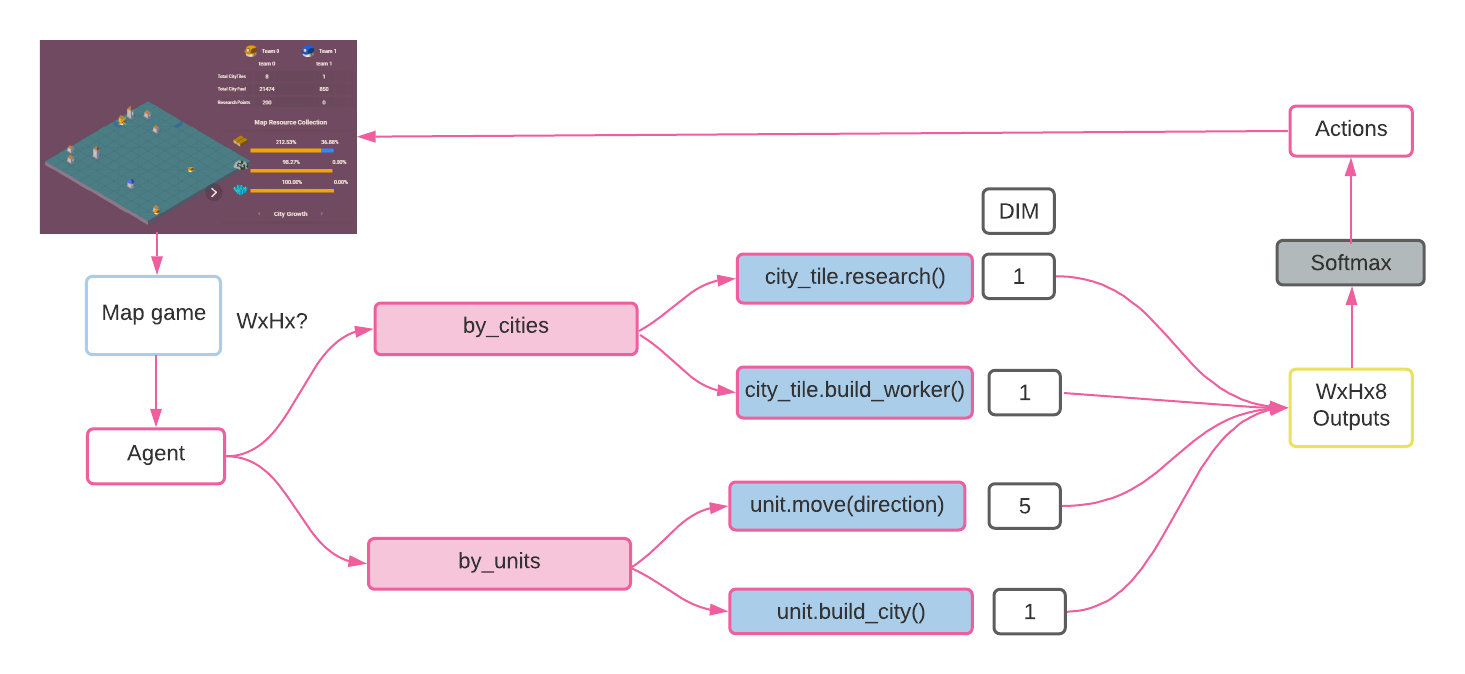 Team 0 Team 1
team 0 team 1
Total CityTiles 8 1
Total City Fuel 21474 850
Research Points 200 0
Map Resource Collection
212.53% 36.86%
98.27% 0.00%
100.00% 0.00%
City Growth
Map game
WxHx?
Agent
by_cities
by_units
DIM
city_tile.research() 1
city_tile.build_worker() 1
unit.move(direction) 5
unit.build_city() 1
Actions
Softmax
WxHx8
Outputs